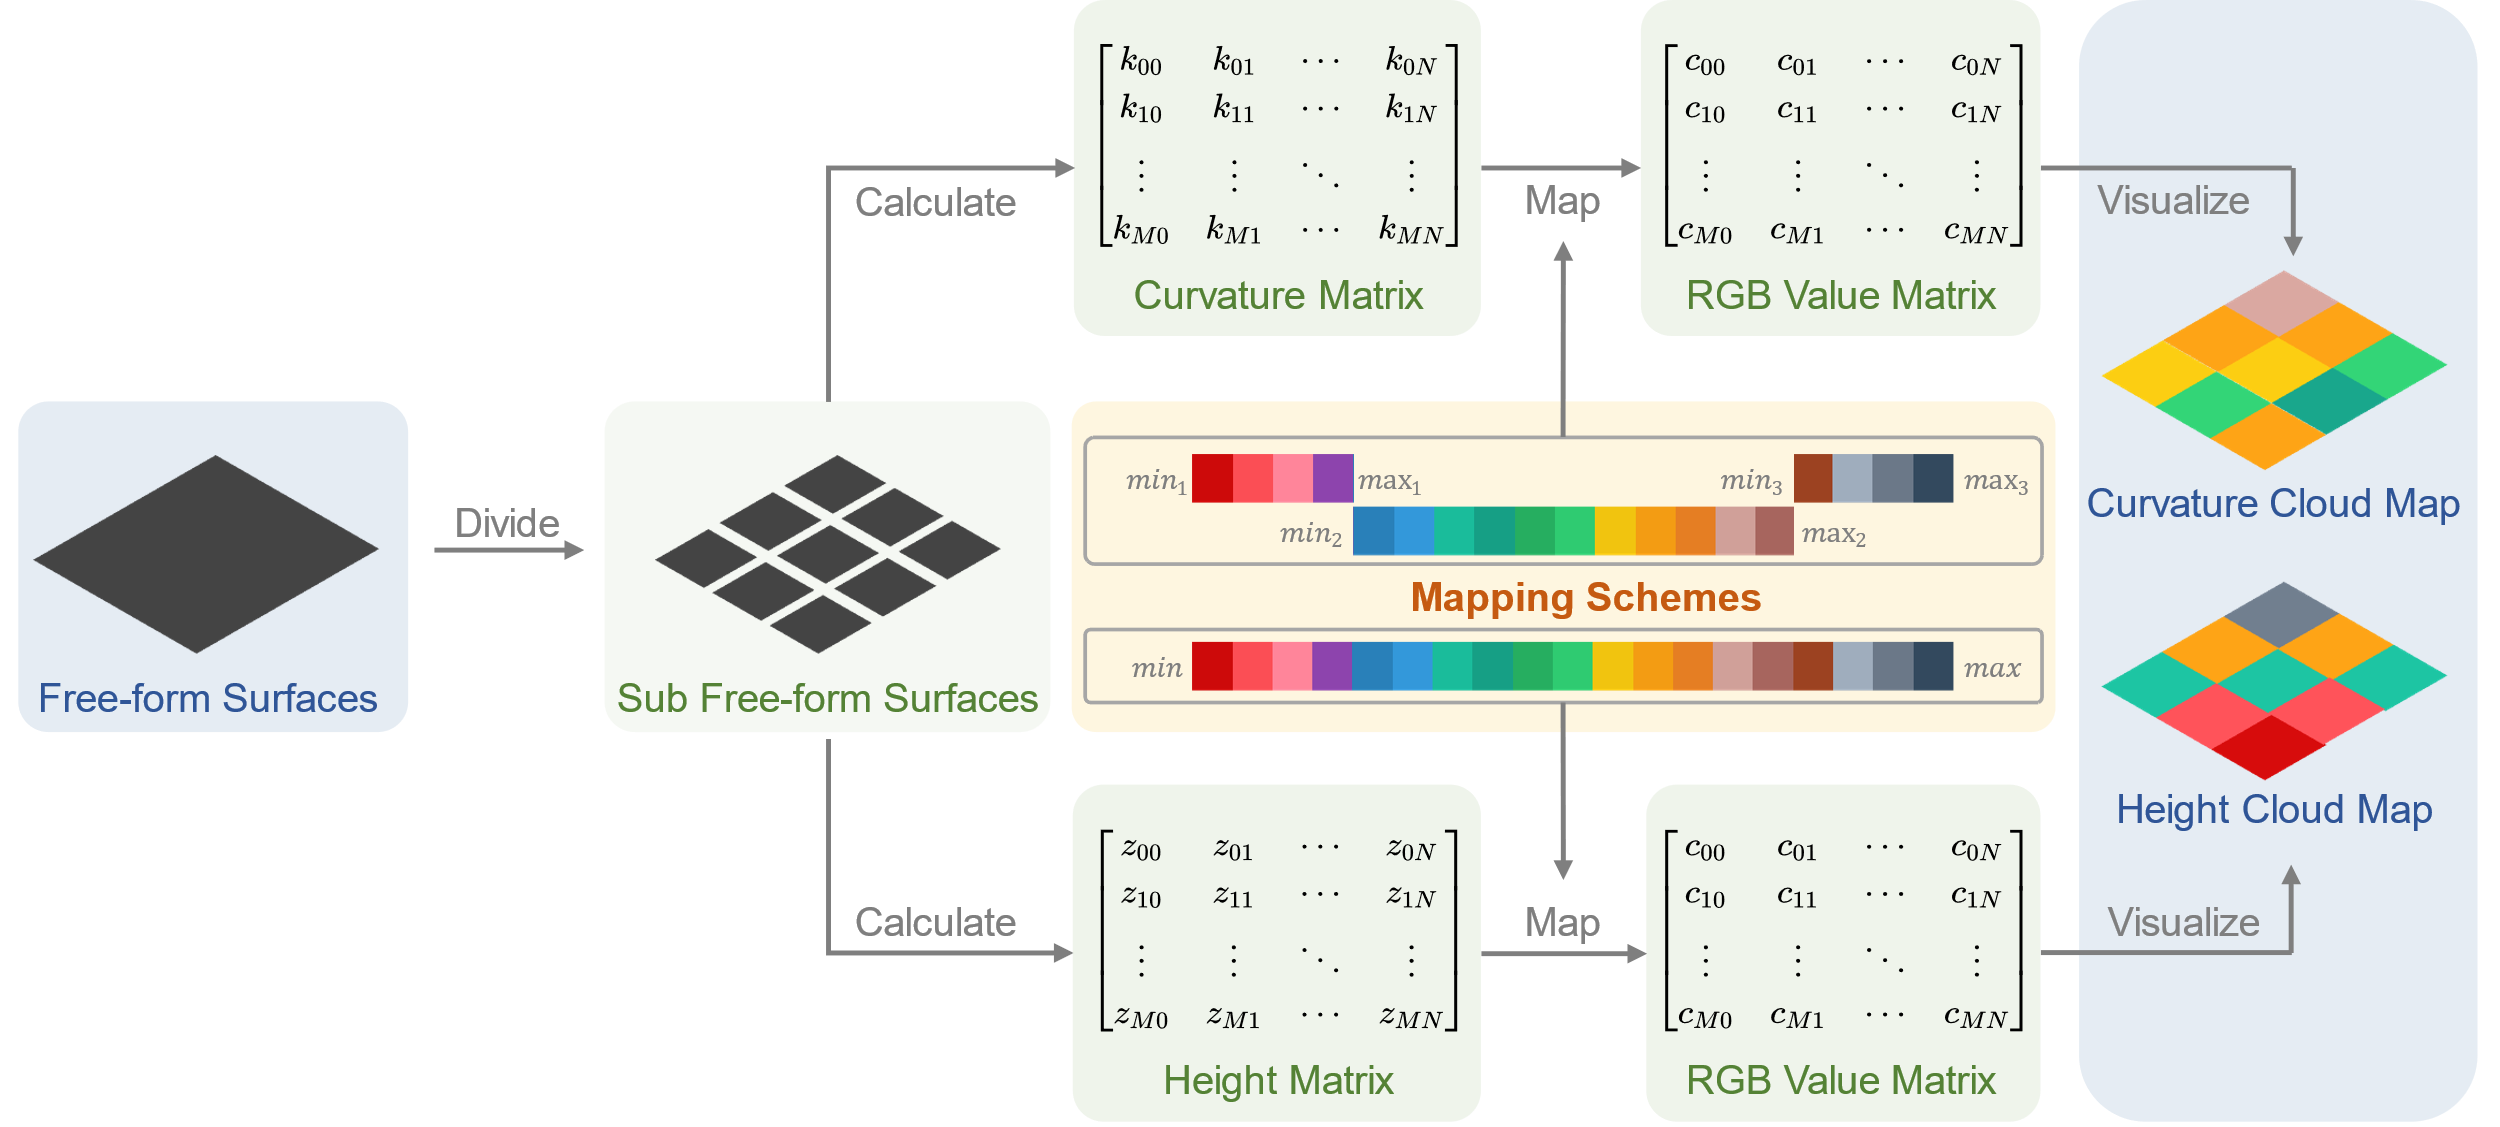 k₀₀ k₀₁ ⋯ k₀N
k₁₀ k₁₁ ⋯ k₁N
⋮ ⋮ ⋱ ⋮
kM₀ kM₁ ⋯ kMN
Curvature Matrix
c₀₀ c₀₁ ⋯ c₀N
c₁₀ c₁₁ ⋯ c₁N
⋮ ⋮ ⋱ ⋮
cM₀ cM₁ ⋯ cMN
RGB Value Matrix
Calculate
Map
Visualize
Free-form Surfaces
Divide
Sub Free-form Surfaces
min₁ max₁ min₃ max₃
min₂ max₂
Mapping Schemes
min max
Curvature Cloud Map
Height Cloud Map
Calculate
Map
Visualize
z₀₀ z₀₁ ⋯ z₀N
z₁₀ z₁₁ ⋯ z₁N
⋮ ⋮ ⋱ ⋮
zM₀ zM₁ ⋯ zMN
Height Matrix
c₀₀ c₀₁ ⋯ c₀N
c₁₀ c₁₁ ⋯ c₁N
⋮ ⋮ ⋱ ⋮
cM₀ cM₁ ⋯ cMN
RGB Value Matrix